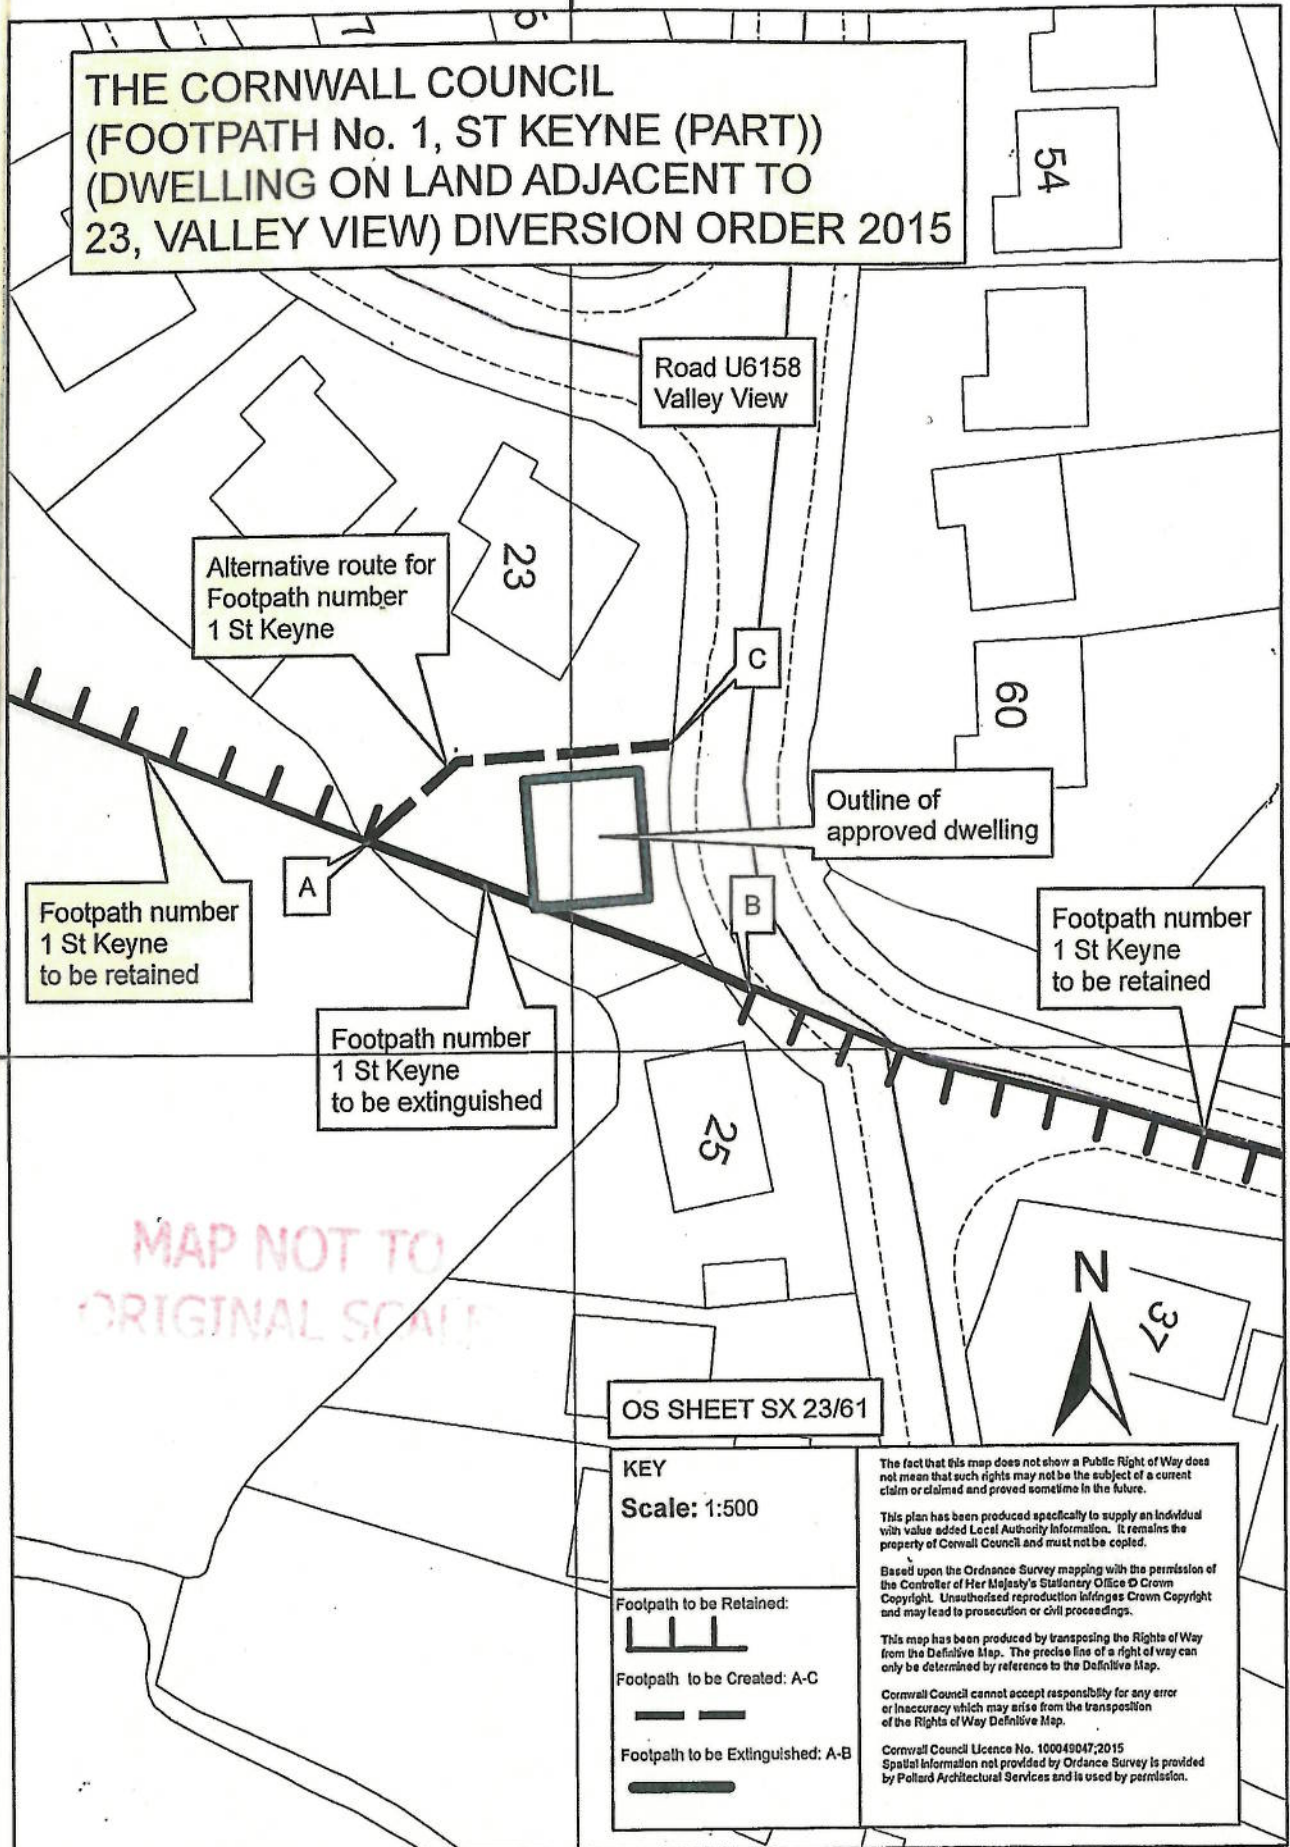 7
6
THE CORNWALL COUNCIL
(FOOTPATH No. 1, ST KEYNE (PART))
(DWELLING ON LAND ADJACENT TO
23, VALLEY VIEW) DIVERSION ORDER 2015
54
Road U6158
Valley View
23
Alternative route for
Footpath number
1 St Keyne
C
60
Outline of
approved dwelling
A
B
Footpath number
1 St Keyne
to be retained
Footpath number
1 St Keyne
to be retained
Footpath number
1 St Keyne
to be extinguished
25
MAP NOT TO
ORIGINAL SCALE
N
37
OS SHEET SX 23/61
KEY
Scale: 1:500
Footpath to be Retained:
Footpath to be Created: A-C
Footpath to be Extinguished: A-B
The fact that this map does not show a Public Right of Way does
not mean that such rights may not be the subject of a current
claim or claimed and proved sometime in the future.
This plan has been produced specifically to supply an individual
with value added Local Authority Information. It remains the
property of Corwall Council and must not be copied.
Based upon the Ordnance Survey mapping with the permission of
the Controller of Her Majesty's Stationery Office © Crown
Copyright. Unauthorised reproduction infringes Crown Copyright
and may lead to prosecution or civil proceedings.
This map has been produced by transposing the Rights of Way
from the Definitive Map. The precise line of a right of way can
only be determined by reference to the Definitive Map.
Cornwall Council cannot accept responsiblity for any error
or inaccuracy which may arise from the transposition
of the Rights of Way Definitive Map.
Cornwall Council Licence No. 100049047;2015
Spatial information not provided by Ordance Survey is provided
by Pollard Architectural Services and is used by permission.